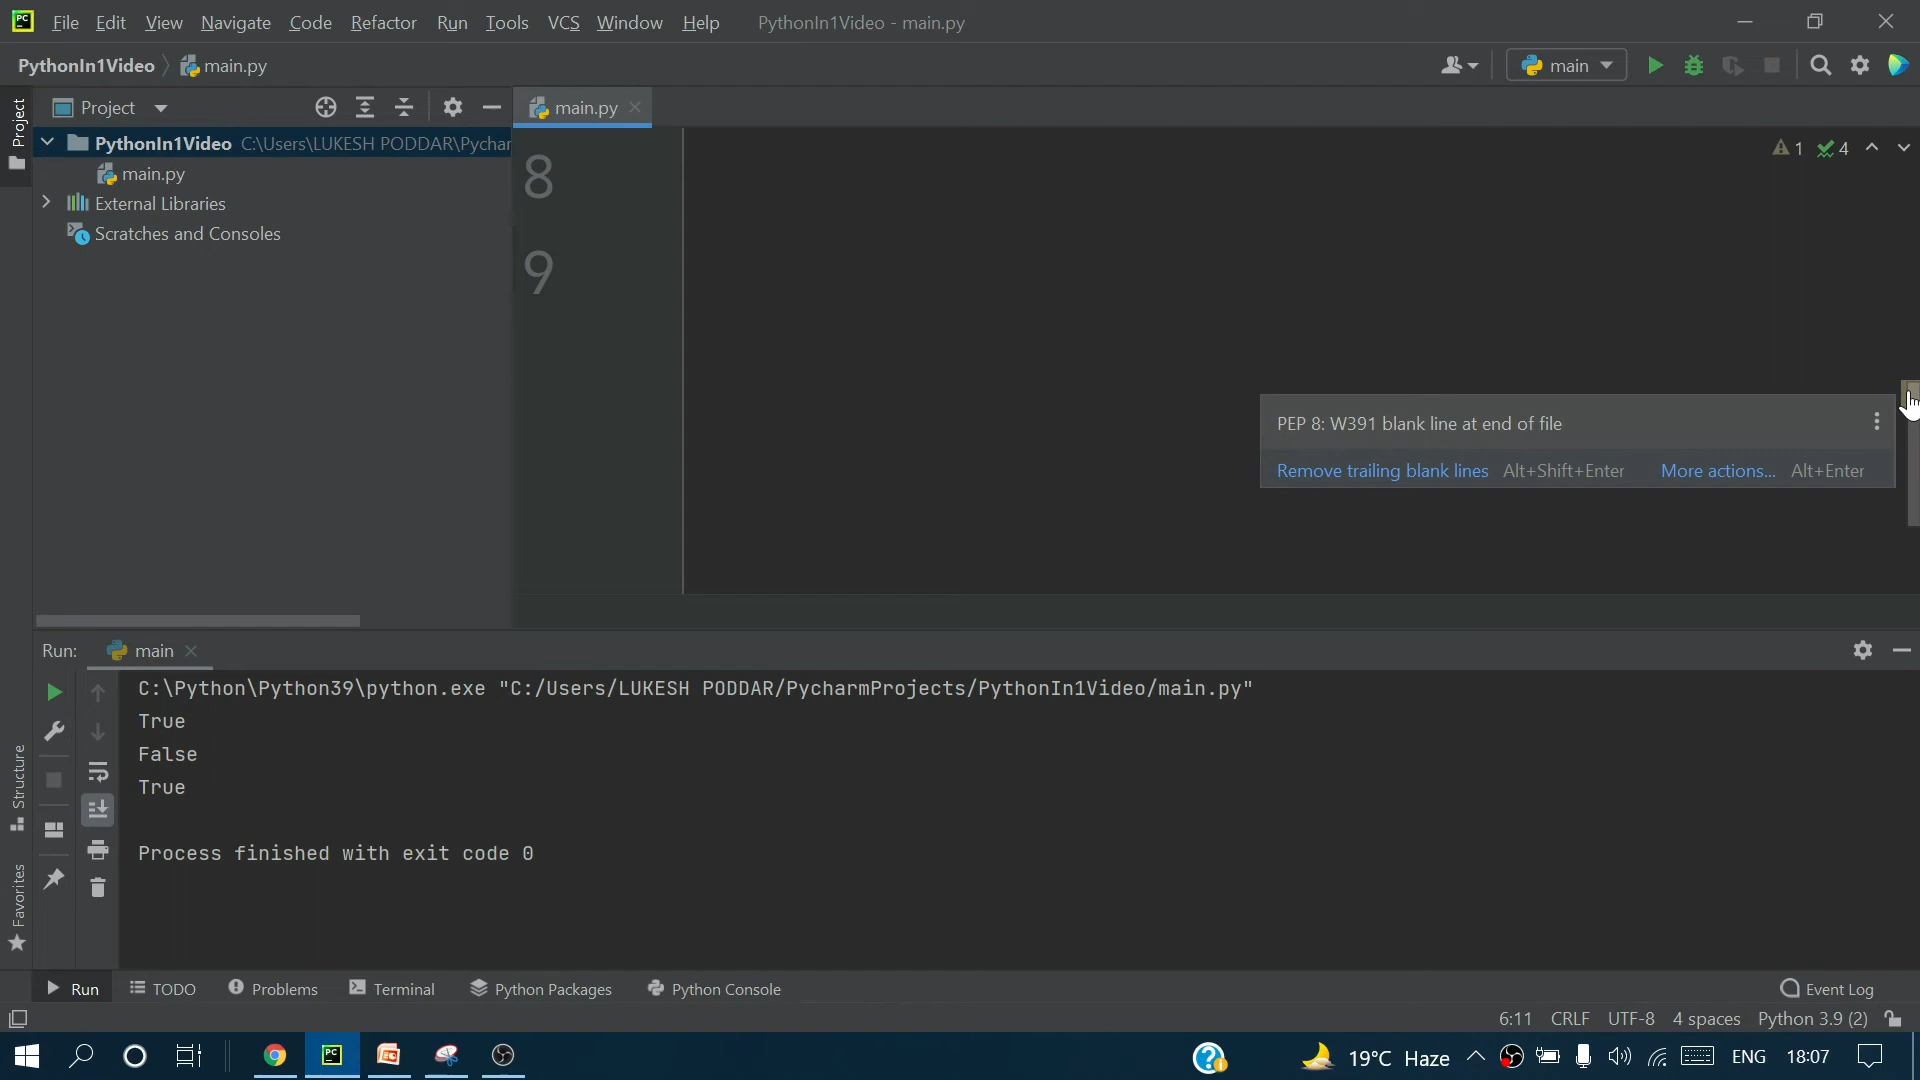 PC File Edit View Navigate Code Refactor Run Tools VCS Window Help PythonIn1Video - main.py
PythonIn1Video main.py main
Project Project main.py
PythonIn1Video C:\Users\LUKESH PODDAR\Pychar
main.py
External Libraries
Scratches and Consoles
8
9
1 4
PEP 8: W391 blank line at end of file
Remove trailing blank lines Alt+Shift+Enter More actions... Alt+Enter
Run: main
C:\Python\Python39\python.exe "C:/Users/LUKESH PODDAR/PycharmProjects/PythonIn1Video/main.py"
True
False
True
Process finished with exit code 0
Structure
Favorites
Run TODO Problems Terminal Python Packages Python Console Event Log
6:11 CRLF UTF-8 4 spaces Python 3.9 (2)
PC 19°C Haze ENG 18:07